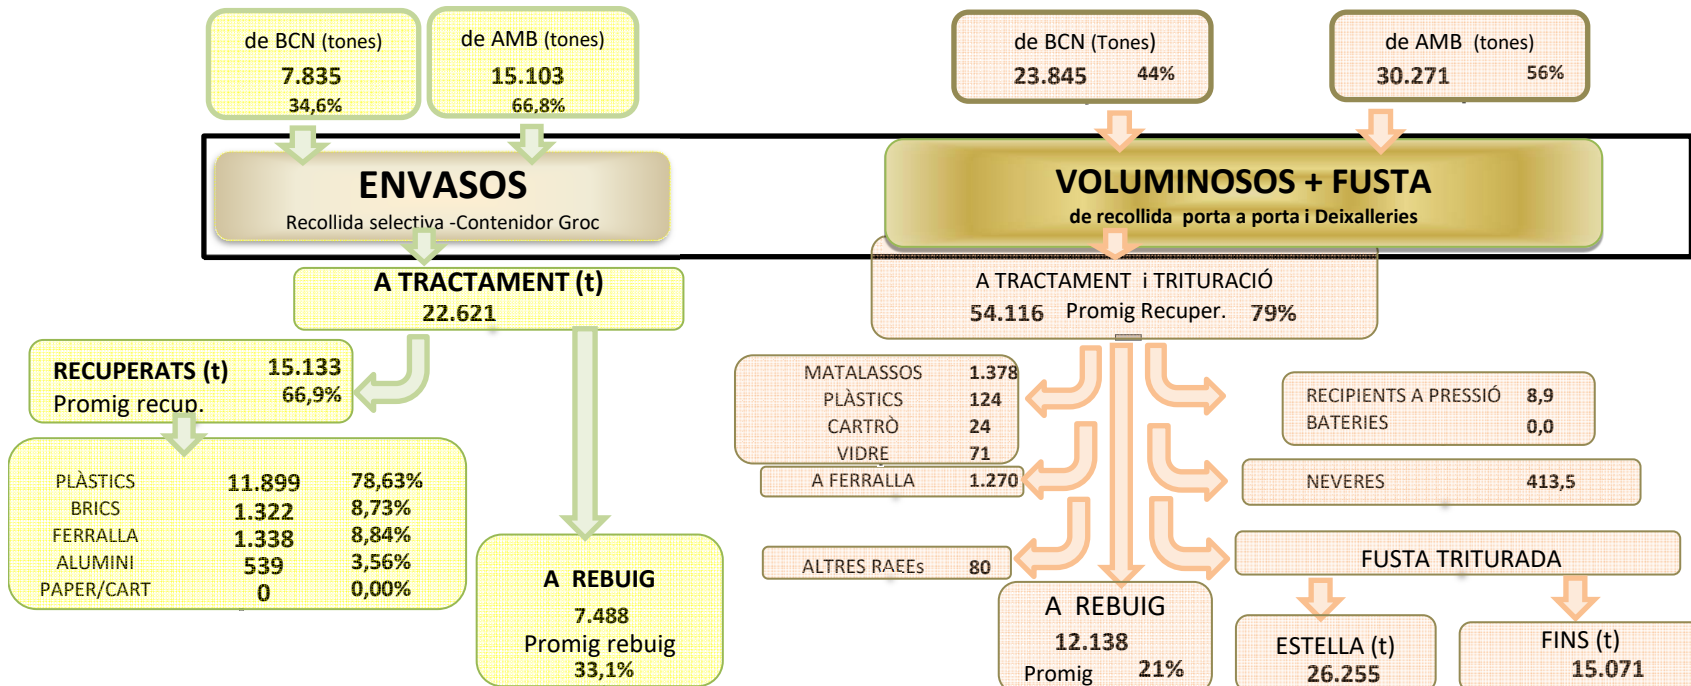 de BCN (tones)
7.835
34,6%
de AMB (tones)
15.103
66,8%
de BCN (Tones)
23.845 44%
de AMB (tones)
30.271 56%
ENVASOS
Recollida selectiva -Contenidor Groc
VOLUMINOSOS + FUSTA
de recollida porta a porta i Deixalleries
A TRACTAMENT (t)
22.621
A TRACTAMENT i TRITURACIÓ
54.116 Promig Recuper. 79%
RECUPERATS (t) 15.133
Promig recup. 66,9%
PLÀSTICS 11.899 78,63%
BRICS 1.322 8,73%
FERRALLA 1.338 8,84%
ALUMINI 539 3,56%
PAPER/CART 0 0,00%
A REBUIG
7.488
Promig rebuig
33,1%
MATALASSOS 1.378
PLÀSTICS 124
CARTRÒ 24
VIDRE 71
A FERRALLA 1.270
ALTRES RAEEs 80
A REBUIG
12.138
Promig 21%
RECIPIENTS A PRESSIÓ 8,9
BATERIES 0,0
NEVERES 413,5
FUSTA TRITURADA
ESTELLA (t)
26.255
FINS (t)
15.071